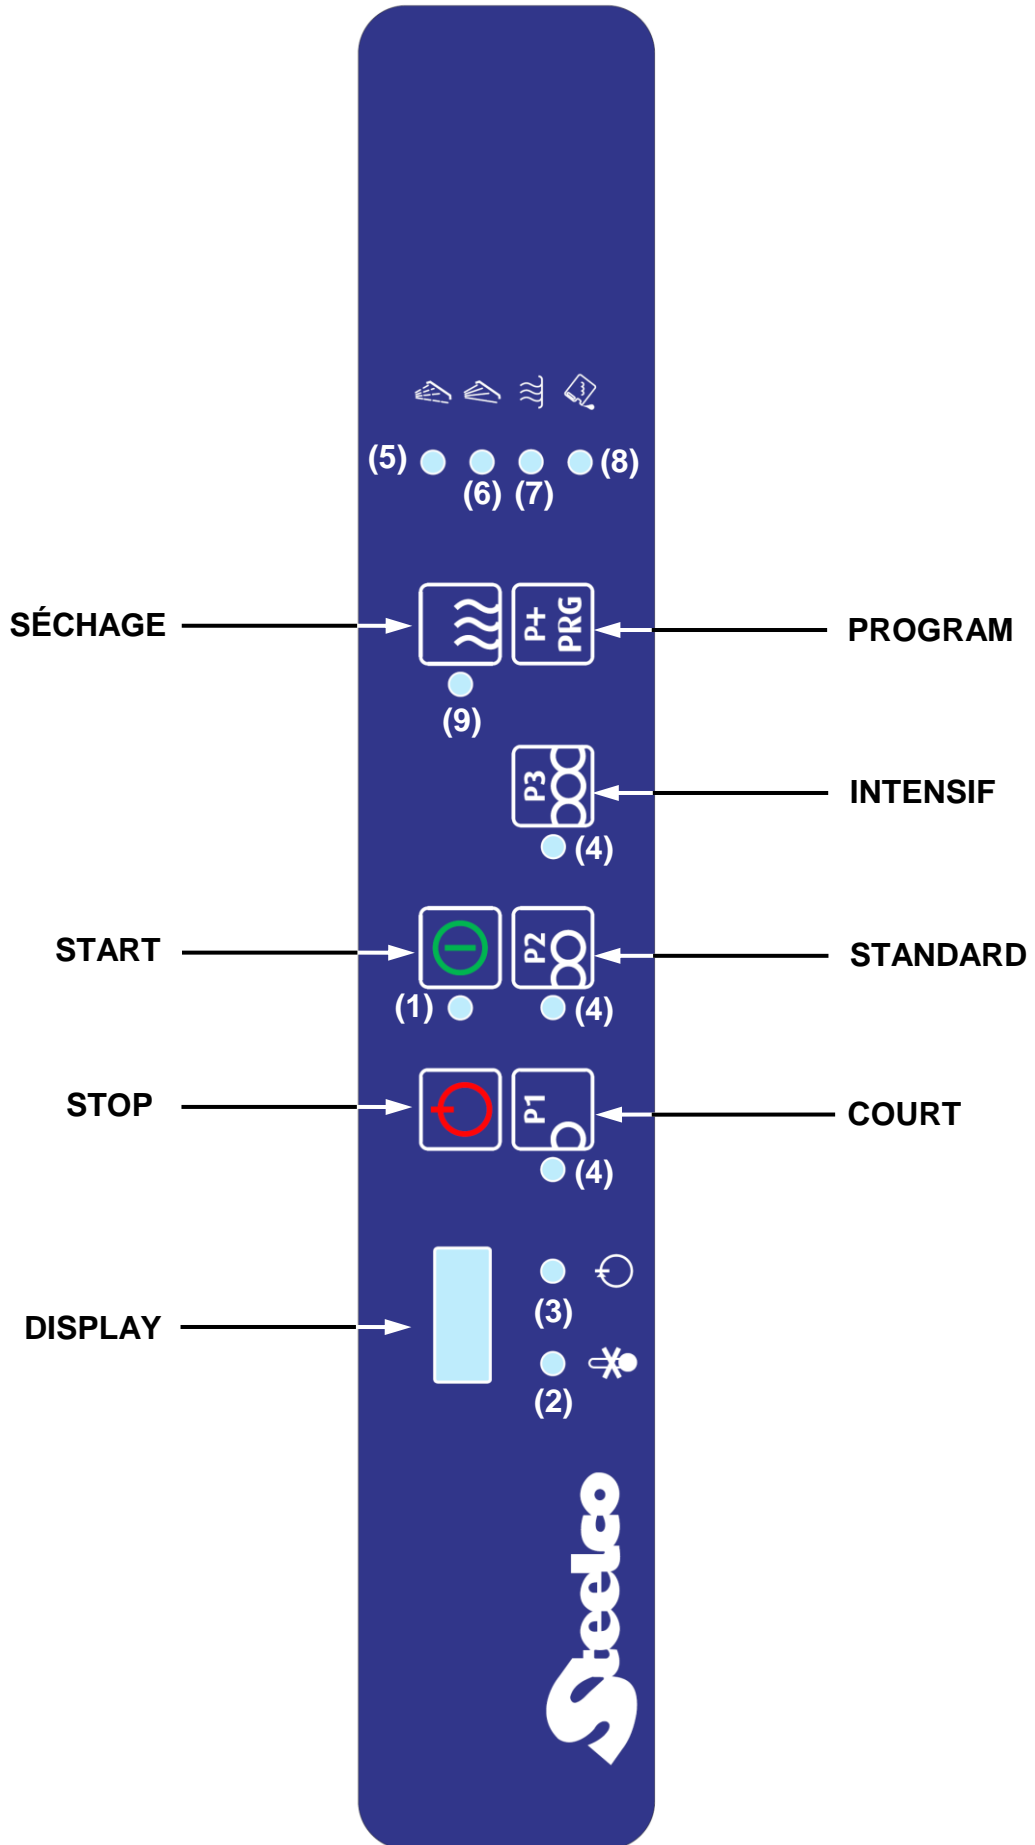 (5)
(8)
(6)
(7)
SÉCHAGE
P+
PRG
PROGRAM
(9)
P3
INTENSIF
(4)
START
P2
STANDARD
(1)
(4)
STOP
P1
COURT
(4)
DISPLAY
(3)
(2)
Steelco